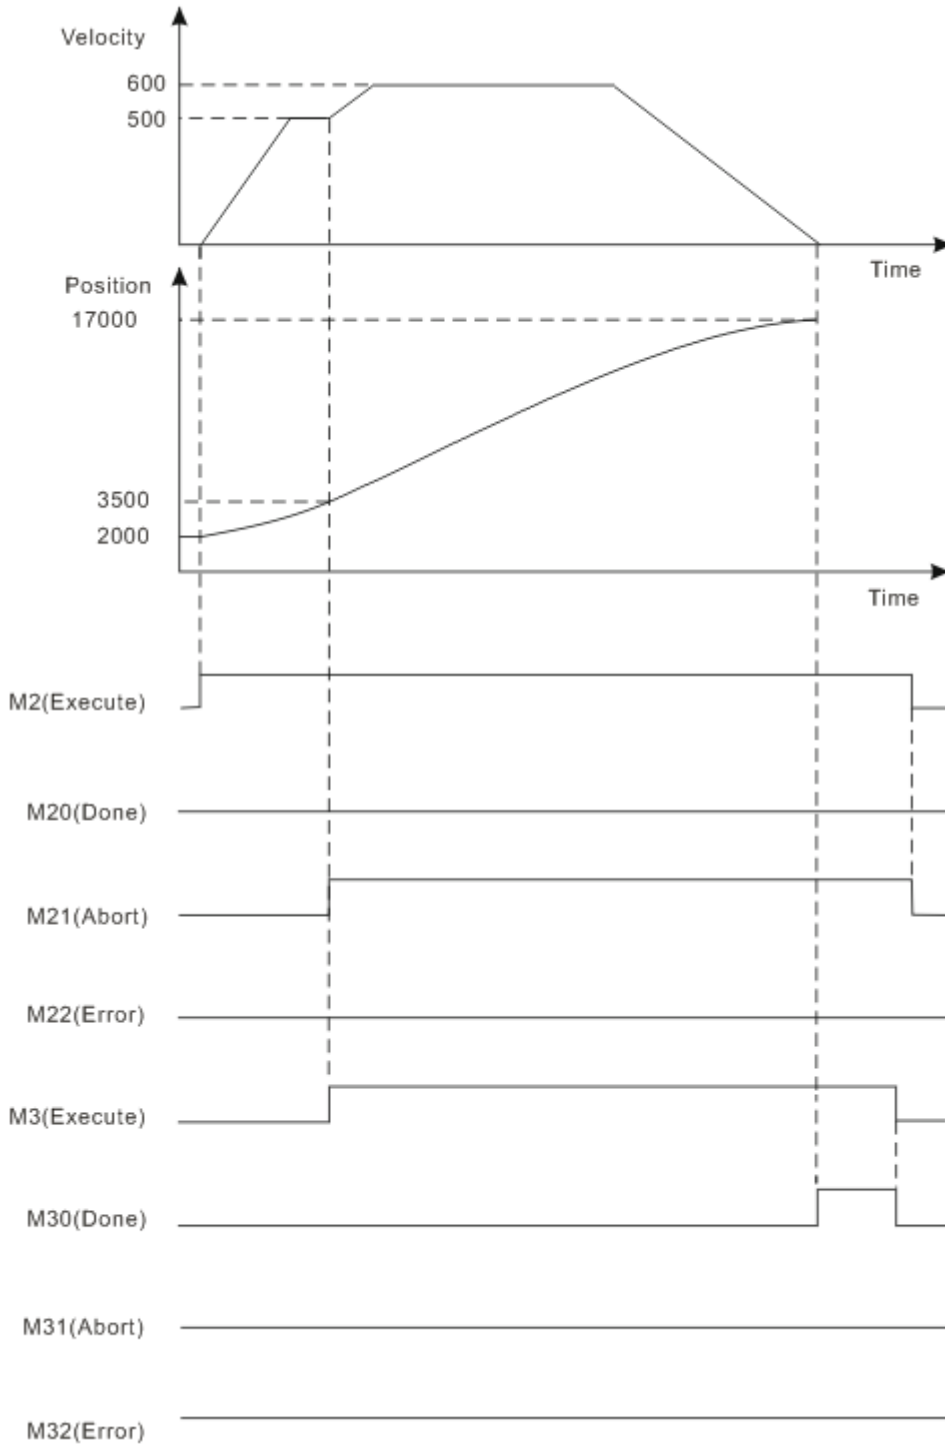 Velocity
600
500
Time
Position
17000
3500
2000
Time
M2(Execute)
M20(Done)
M21(Abort)
M22(Error)
M3(Execute)
M30(Done)
M31(Abort)
M32(Error)